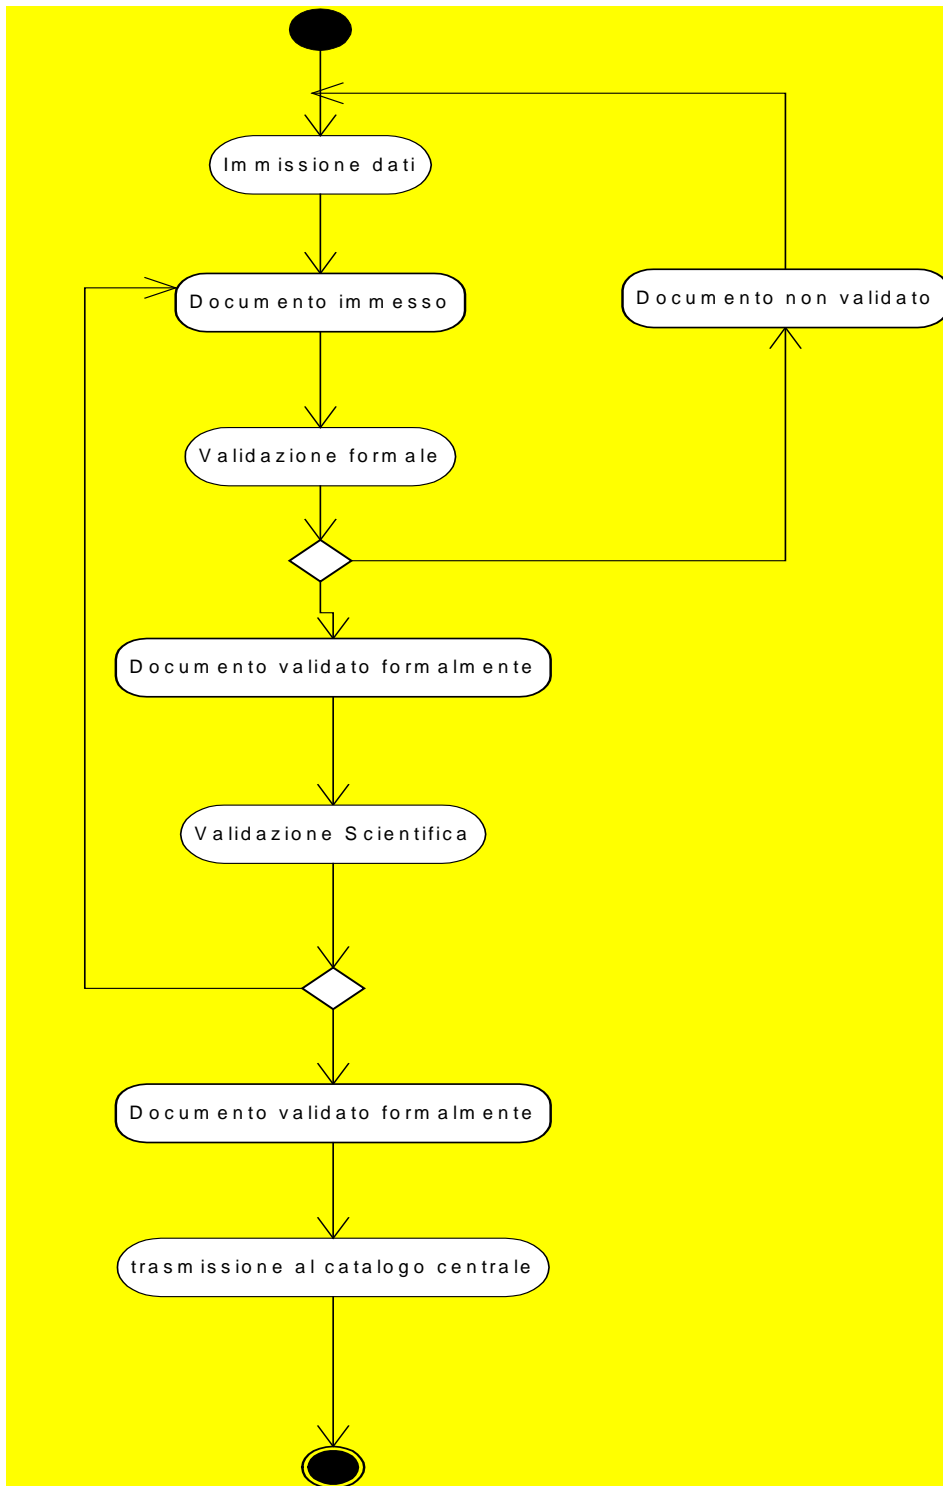 Immissione dati
Documento immesso
Documento non validato
Validazione formale
Documento validato formalmente
Validazione Scientifica
Documento validato formalmente
trasmissione al catalogo centrale